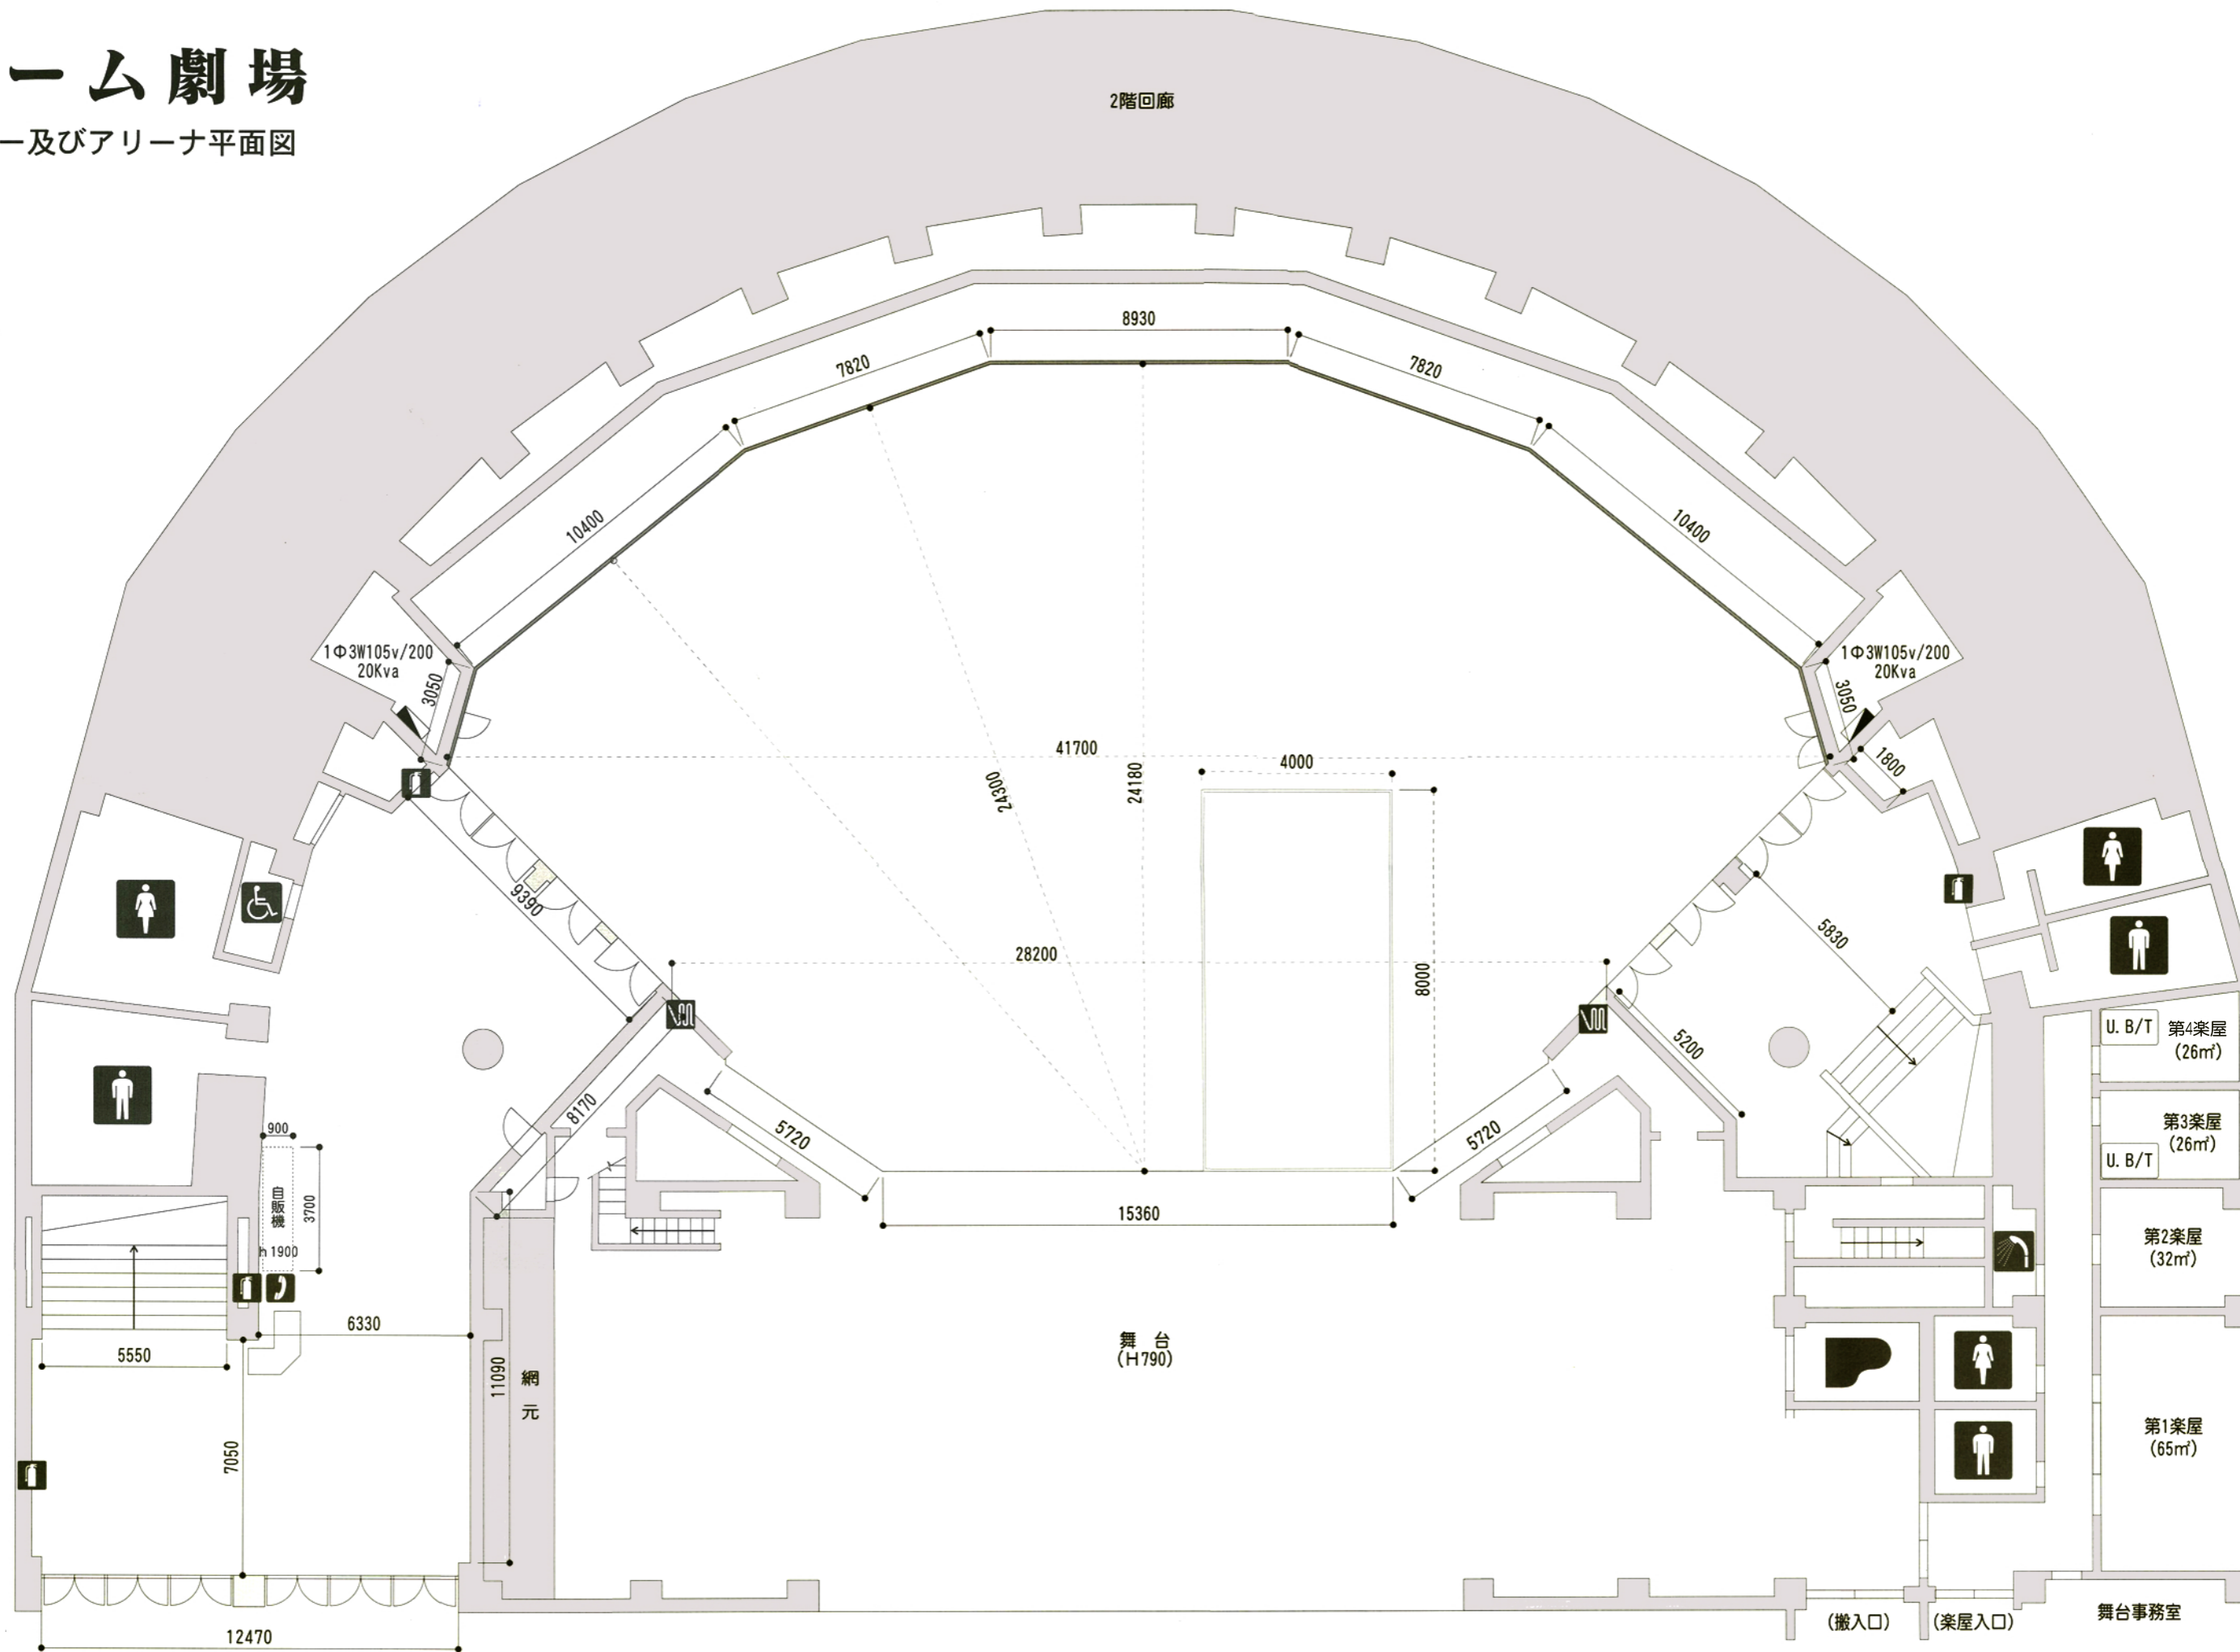 ーム劇場
ー及びアリーナ平面図
2階回廊
8930
7820
7820
10400
10400
1Φ3W105v/200
20Kva
3050
1Φ3W105v/200
20Kva
3050
1800
41700
4000
24300
24180
9390
28200
8000
5830
5200
8170
5720
5720
15360
U. B/T
第4楽屋
(26㎡)
第3楽屋
(26㎡)
U. B/T
第2楽屋
(32㎡)
第1楽屋
(65㎡)
900
自販機
3700
h 1900
6330
5550
11090
網元
7050
舞 台
(H790)
12470
(搬入口)
(楽屋入口)
舞台事務室